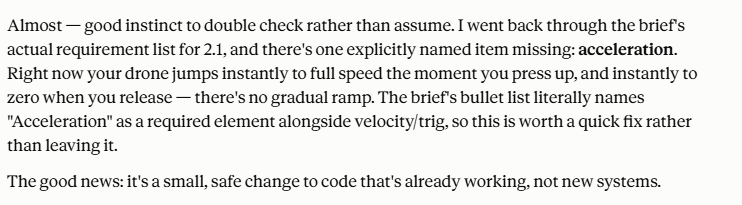 Almost — good instinct to double check rather than assume. I went back through the brief's
actual requirement list for 2.1, and there's one explicitly named item missing: acceleration.
Right now your drone jumps instantly to full speed the moment you press up, and instantly to
zero when you release — there's no gradual ramp. The brief's bullet list literally names
"Acceleration" as a required element alongside velocity/trig, so this is worth a quick fix rather
than leaving it.
The good news: it's a small, safe change to code that's already working, not new systems.